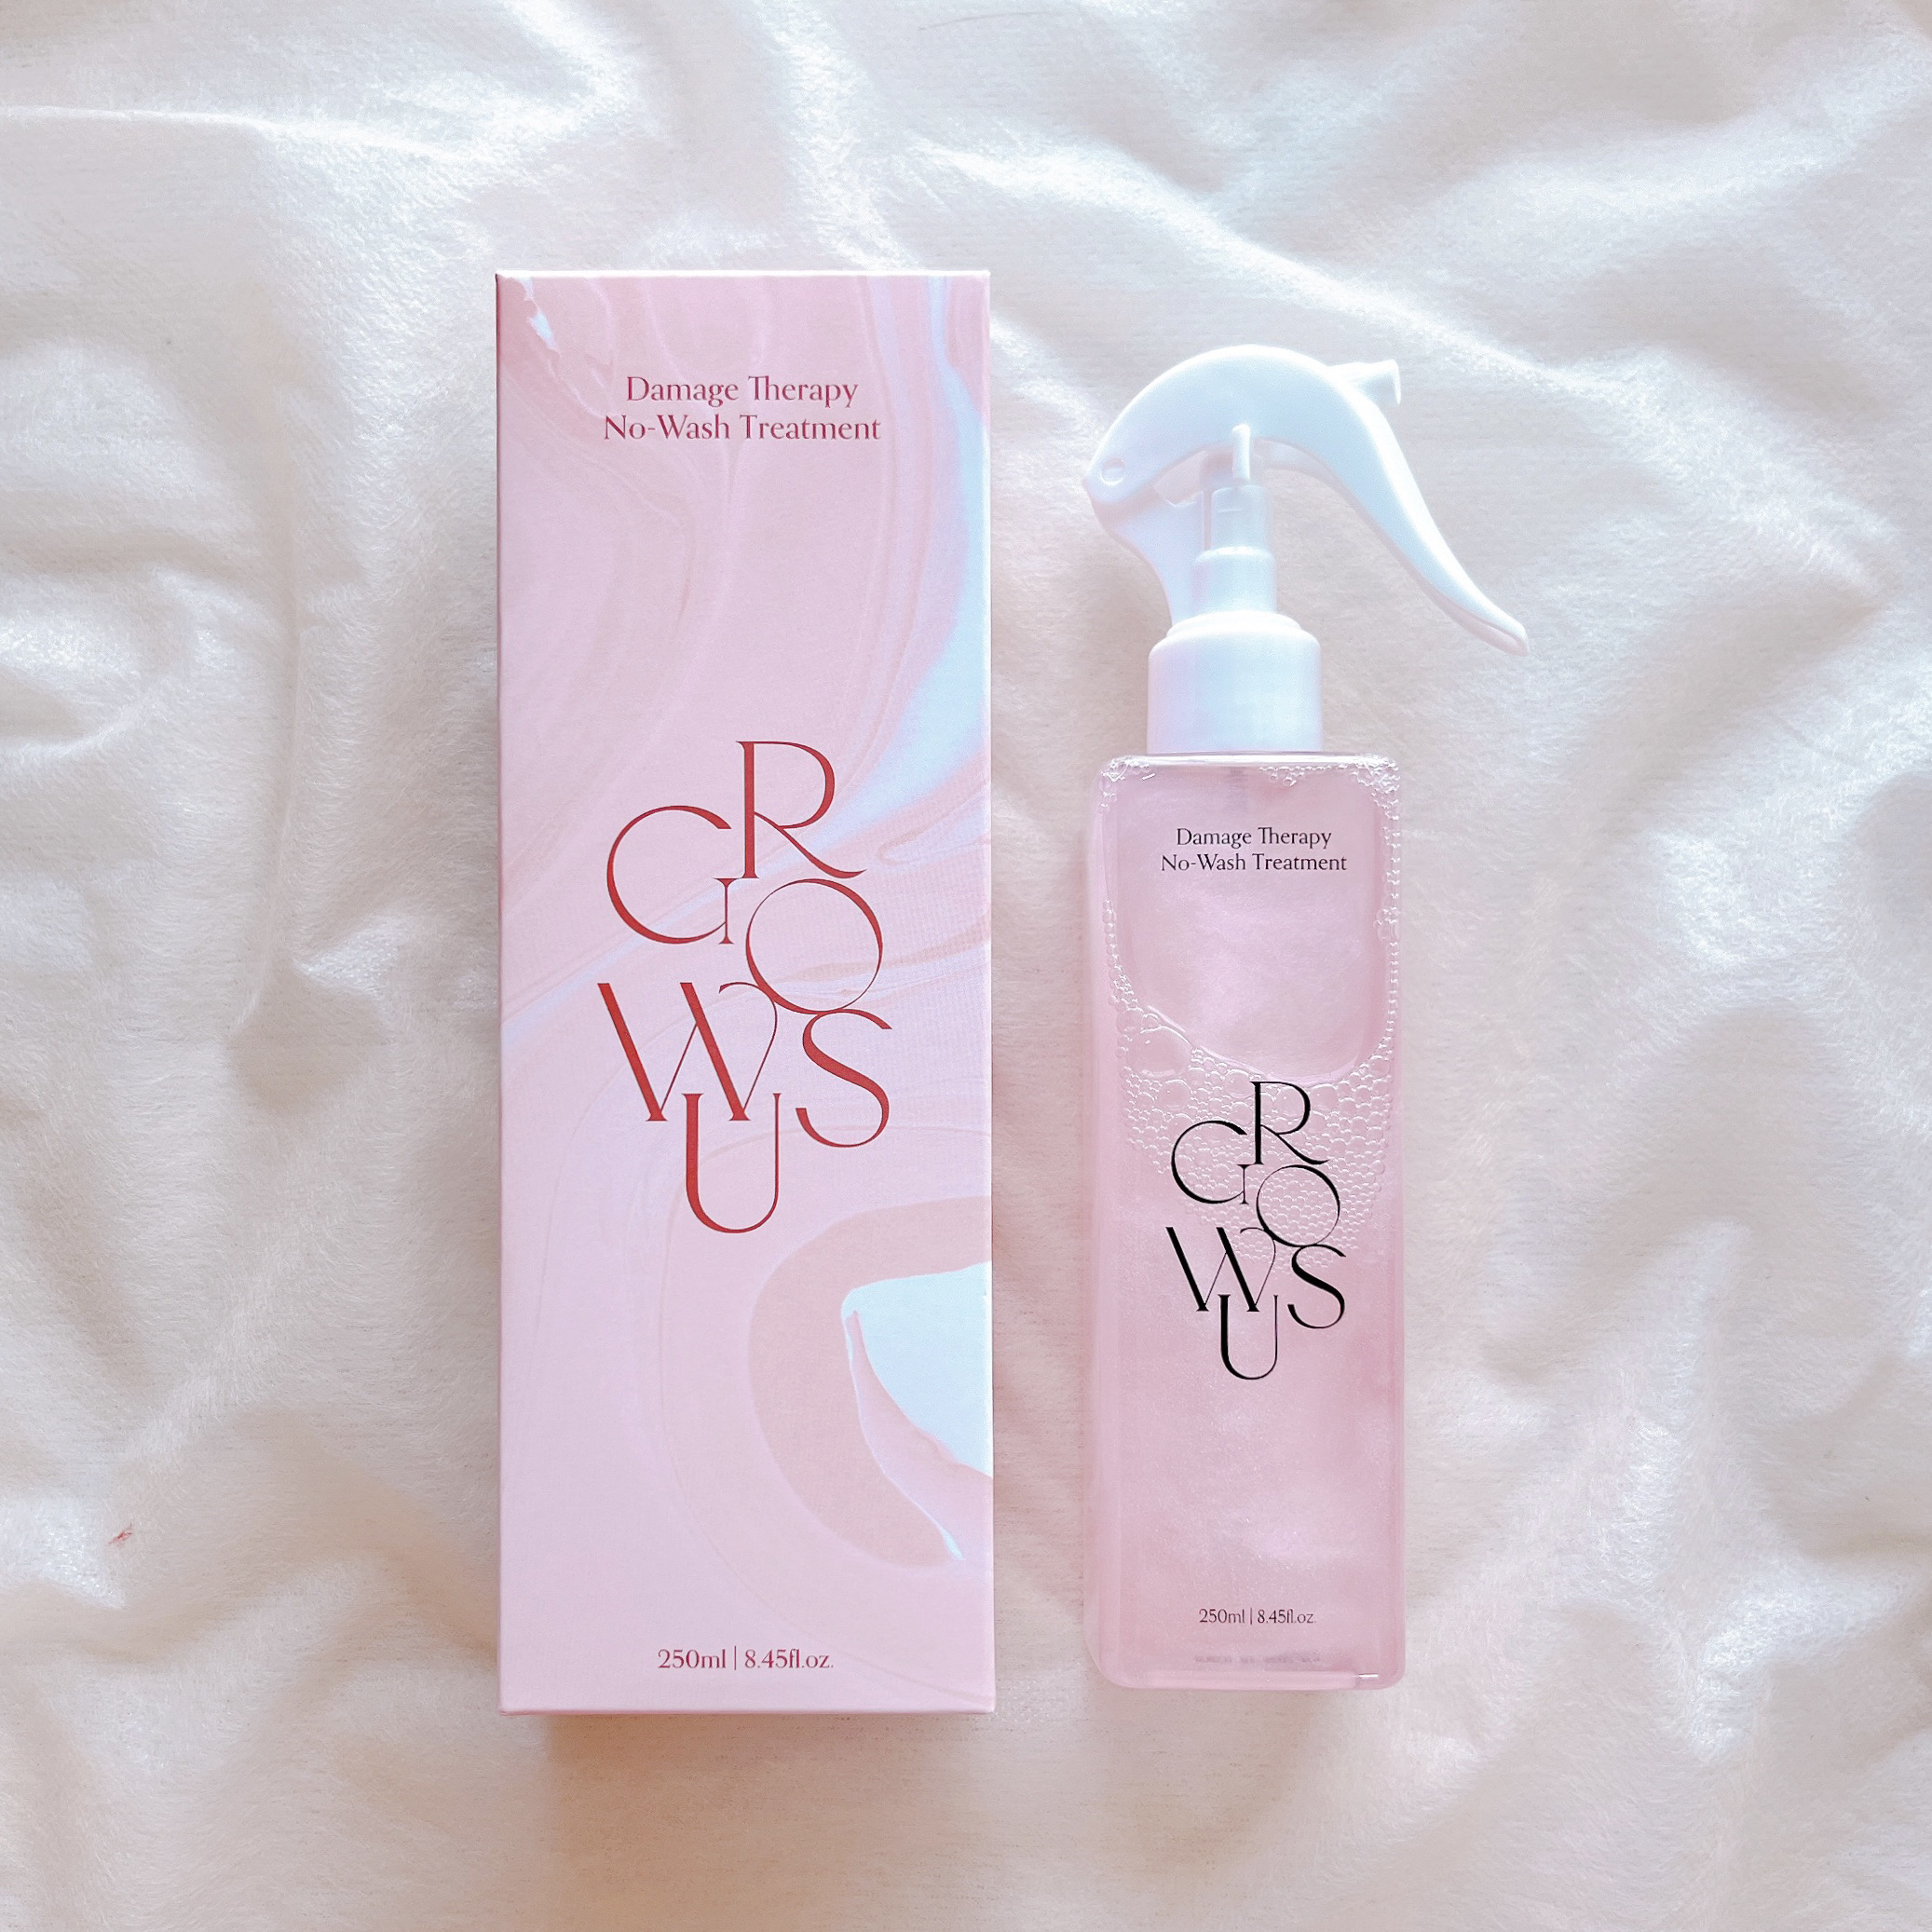 Damage Therapy
No-Wash Treatment
GROWUS
250ml | 8.45fl.oz.
Damage Therapy
No-Wash Treatment
GROWUS
250ml | 8.45fl.oz.